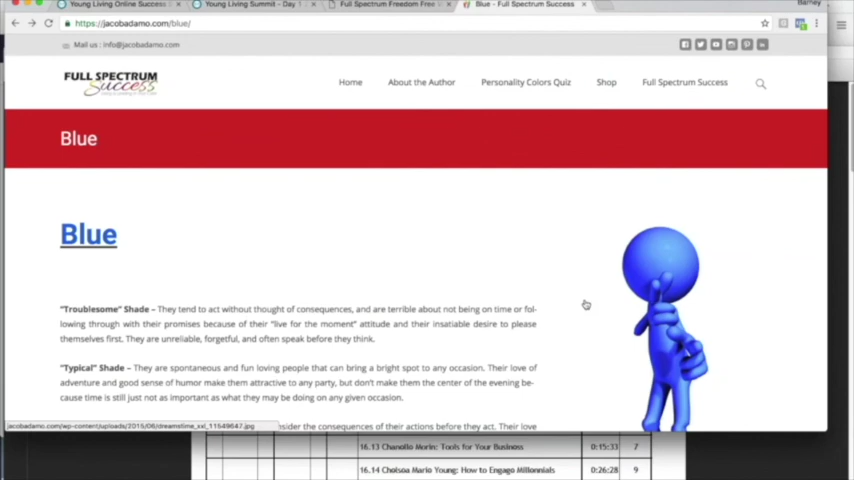 Young Living Online Success
Young Living Summit - Day 1
Full Spectrum Freedom Free
Blue - Full Spectrum Success
Barney
https://jacobadamo.com/blue/
Mail us : info@jacobadamo.com
FULL SPECTRUM
Success
Home
About the Author
Personality Colors Quiz
Shop
Full Spectrum Success
Blue
Blue
"Troublesome" Shade – They tend to act without thought of consequences, and are terrible about not being on time or fol-
lowing through with their promises because of their "live for the moment" attitude and their insatiable desire to please
themselves first. They are unreliable, forgetful, and often speak before they think.
"Typical" Shade – They are spontaneous and fun loving people that can bring a bright spot to any occasion. Their love of
adventure and good sense of humor make them attractive to any party, but don't make them the center of the evening be-
cause time is still just not as important as what they may be doing on any given occasion.
nsider the consequences of their actions before they act. Their love
jacobadamo.com/wp-content/uploads/2015/06/dreamstime_xxl_11549647.jpg
16.13 Chanelle Morin: Tools for Your Business 0:15:33 7
16.14 Chelsea Marie Young: How to Engage Millennials 0:26:28 9